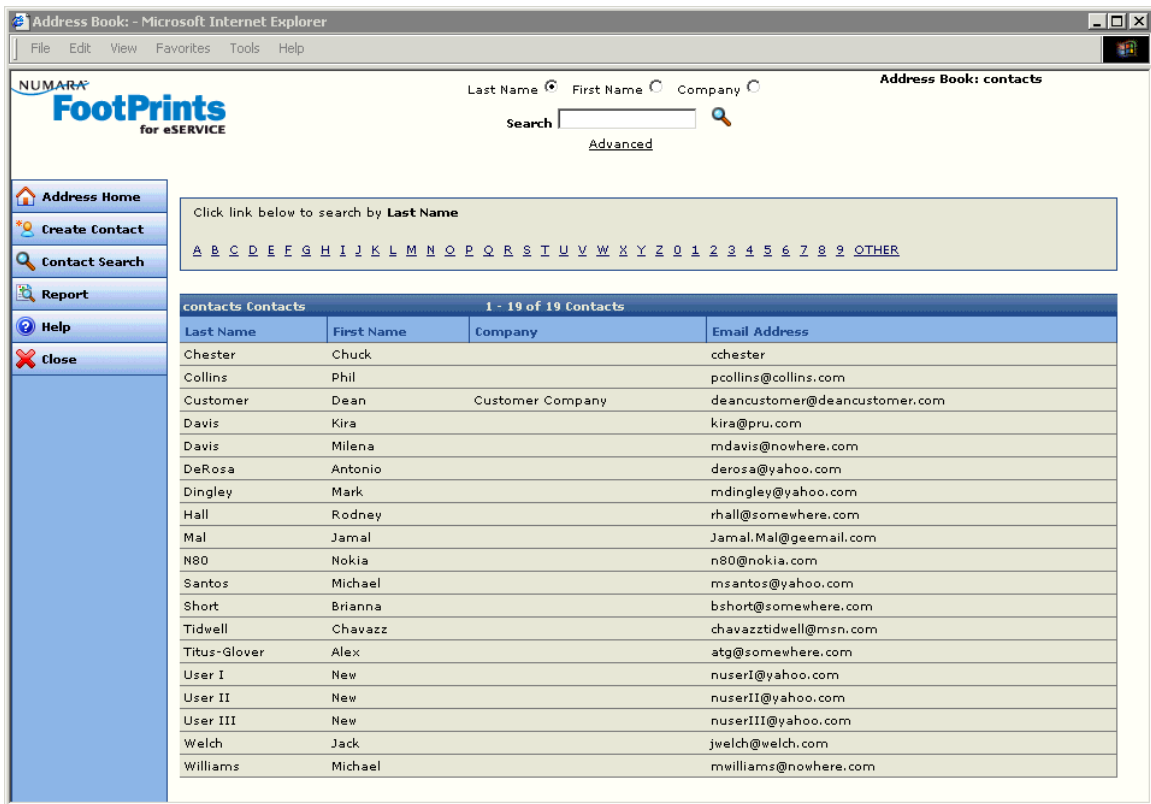 Address Book: - Microsoft Internet Explorer
File Edit View Favorites Tools Help
NUMARA
FootPrints
for eSERVICE
Last Name First Name Company
Search
Advanced
Address Book: contacts
Address Home
Create Contact
Contact Search
Report
Help
Close
Click link below to search by Last Name
A B C D E F G H I J K L M N O P Q R S T U V W X Y Z 0 1 2 3 4 5 6 7 8 9 OTHER
contacts Contacts 1 - 19 of 19 Contacts
Last Name First Name Company Email Address
Chester Chuck cchester
Collins Phil pcollins@collins.com
Customer Dean Customer Company deancustomer@deancustomer.com
Davis Kira kira@pru.com
Davis Milena mdavis@nowhere.com
DeRosa Antonio derosa@yahoo.com
Dingley Mark mdingley@yahoo.com
Hall Rodney rhall@somewhere.com
Mal Jamal Jamal.Mal@geemail.com
N80 Nokia n80@nokia.com
Santos Michael msantos@yahoo.com
Short Brianna bshort@somewhere.com
Tidwell Chavazz chavazztidwell@msn.com
Titus-Glover Alex atg@somewhere.com
User I New nuserI@yahoo.com
User II New nuserII@yahoo.com
User III New nuserIII@yahoo.com
Welch Jack jwelch@welch.com
Williams Michael mwilliams@nowhere.com